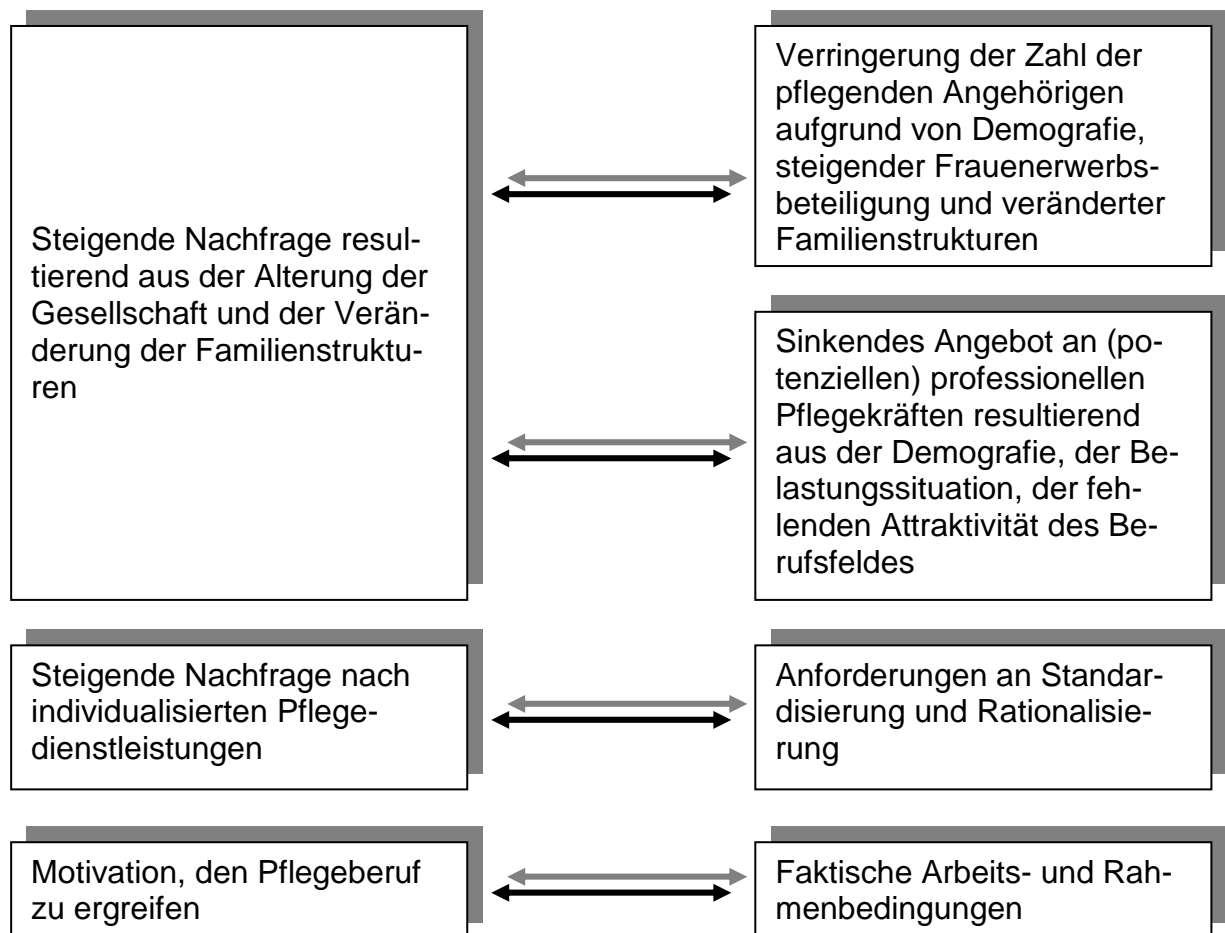 Steigende Nachfrage resul-
tierend aus der Alterung der
Gesellschaft und der Verän-
derung der Familienstruktu-
ren
Verringerung der Zahl der
pflegenden Angehörigen
aufgrund von Demografie,
steigender Frauenerwerbs-
beteiligung und veränderter
Familienstrukturen
Sinkendes Angebot an (po-
tenziellen) professionellen
Pflegekräften resultierend
aus der Demografie, der Be-
lastungssituation, der feh-
lenden Attraktivität des Be-
rufsfeldes
Steigende Nachfrage nach
individualisierten Pflege-
dienstleistungen
Anforderungen an Standar-
disierung und Rationalisie-
rung
Motivation, den Pflegeberuf
zu ergreifen
Faktische Arbeits- und Rah-
menbedingungen